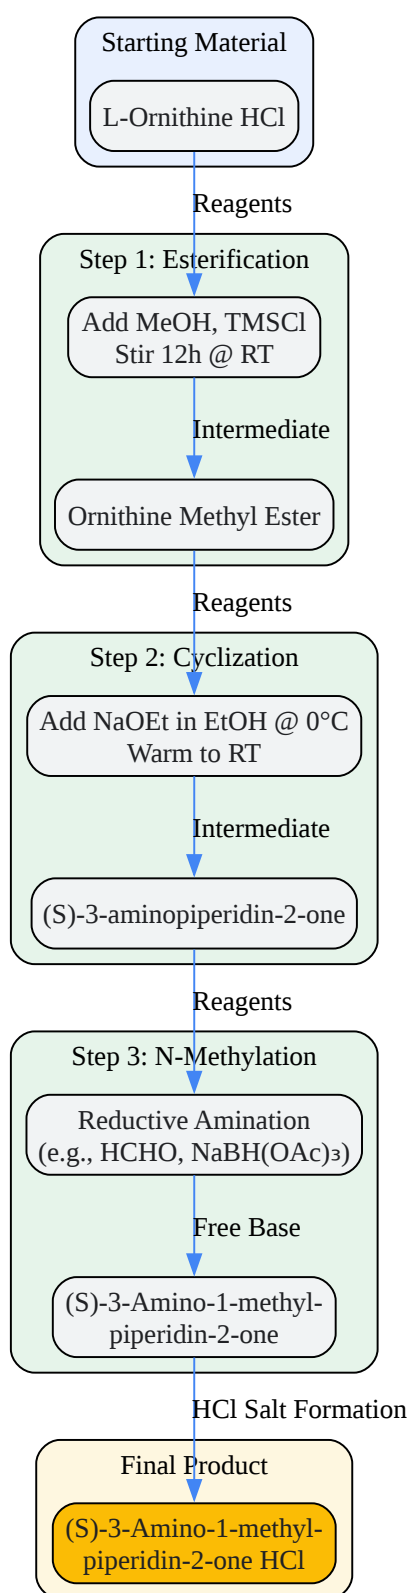 Starting Material
L-Ornithine HCl
Reagents
Step 1: Esterification
Add MeOH, TMSCl
Stir 12h @ RT
Intermediate
Ornithine Methyl Ester
Reagents
Step 2: Cyclization
Add NaOEt in EtOH @ 0°C
Warm to RT
Intermediate
(S)-3-aminopiperidin-2-one
Reagents
Step 3: N-Methylation
Reductive Amination
(e.g., HCHO, NaBH(OAc)₃)
Free Base
(S)-3-Amino-1-methyl-
piperidin-2-one
HCl Salt Formation
Final Product
(S)-3-Amino-1-methyl-
piperidin-2-one HCl